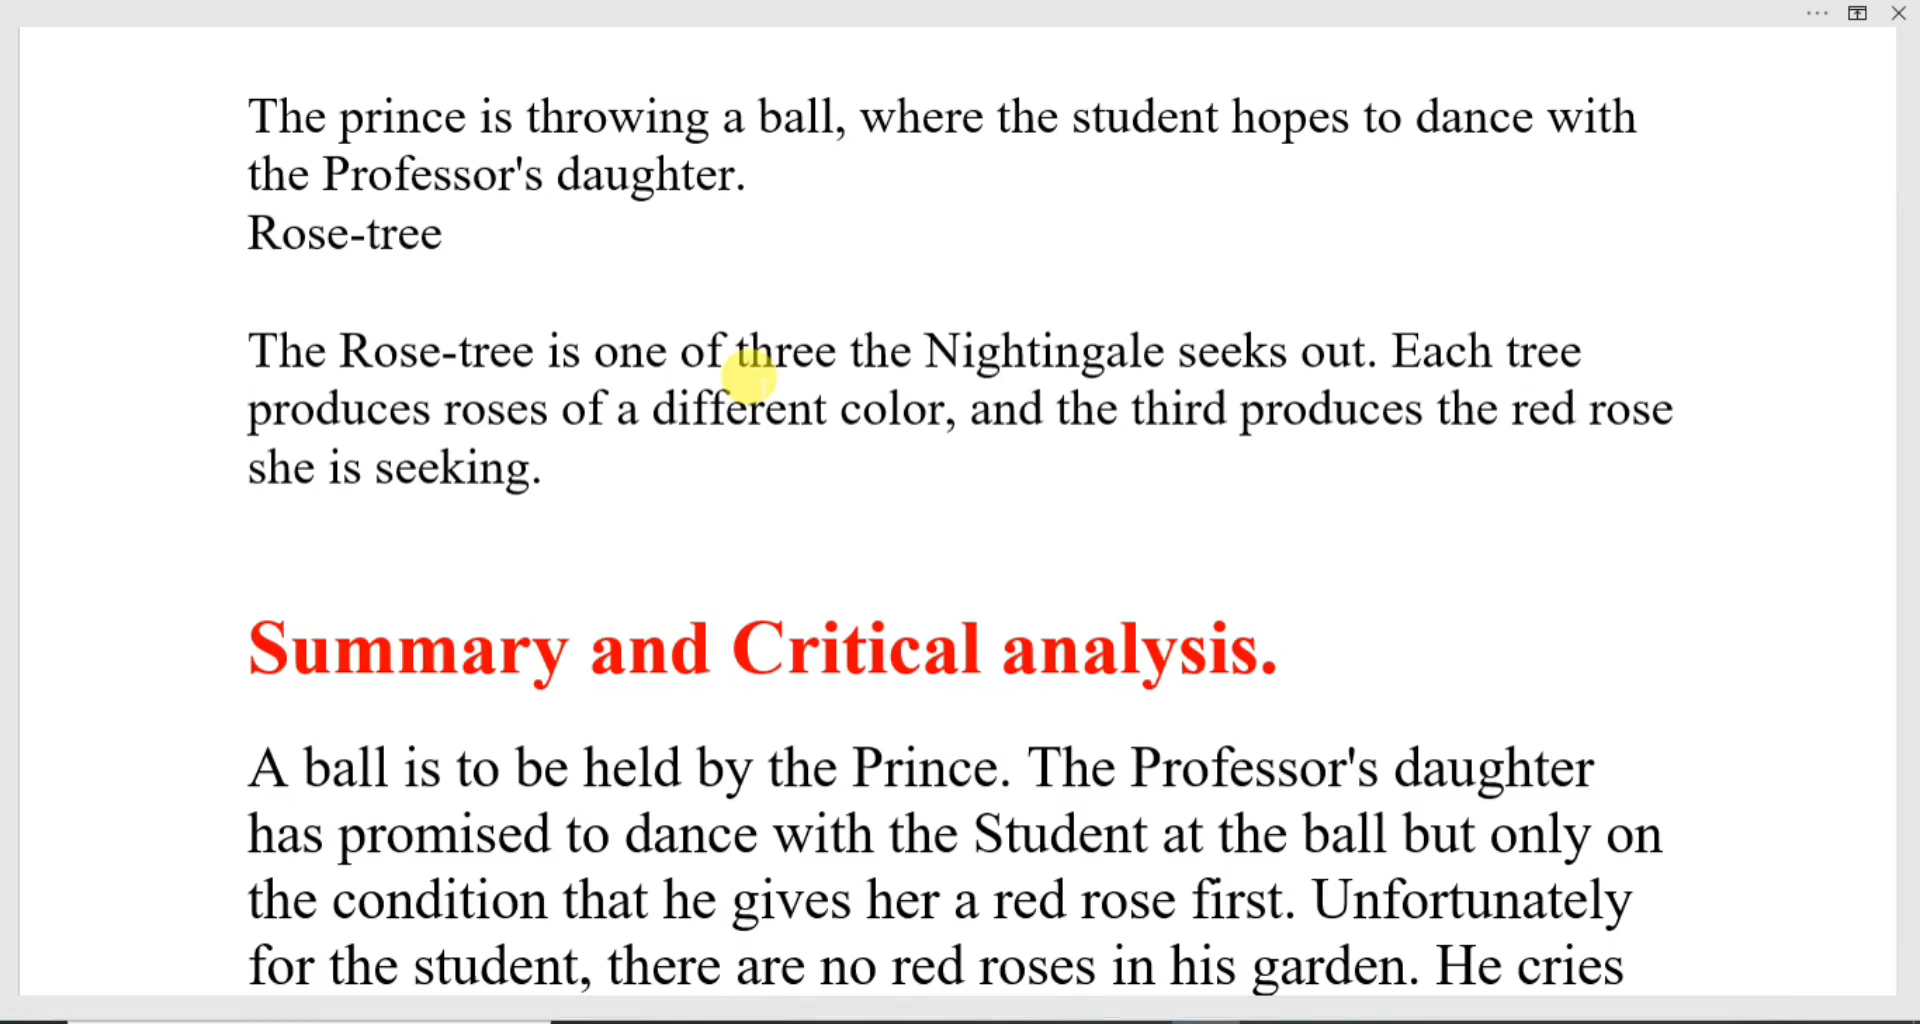 The prince is throwing a ball, where the student hopes to dance with
the Professor's daughter.
Rose-tree
The Rose-tree is one of three the Nightingale seeks out. Each tree
produces roses of a different color, and the third produces the red rose
she is seeking.
Summary and Critical analysis.
A ball is to be held by the Prince. The Professor's daughter
has promised to dance with the Student at the ball but only on
the condition that he gives her a red rose first. Unfortunately
for the student, there are no red roses in his garden. He cries